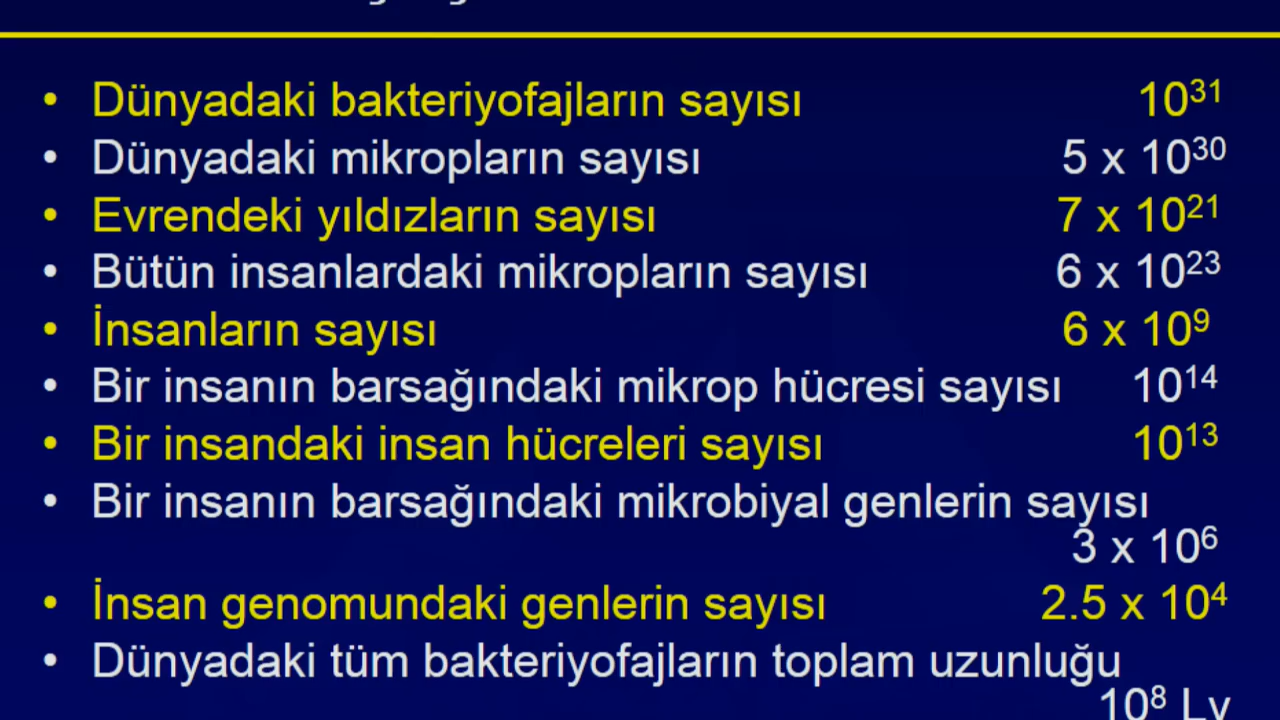 • Dünyadaki bakteriyofajların sayısı 10³¹
• Dünyadaki mikropların sayısı 5 x 10³⁰
• Evrendeki yıldızların sayısı 7 x 10²¹
• Bütün insanlardaki mikropların sayısı 6 x 10²³
• İnsanların sayısı 6 x 10⁹
• Bir insanın barsağındaki mikrop hücresi sayısı 10¹⁴
• Bir insandaki insan hücreleri sayısı 10¹³
• Bir insanın barsağındaki mikrobiyal genlerin sayısı
3 x 10⁶
• İnsan genomundaki genlerin sayısı 2.5 x 10⁴
• Dünyadaki tüm bakteriyofajların toplam uzunluğu
10⁸ Ly